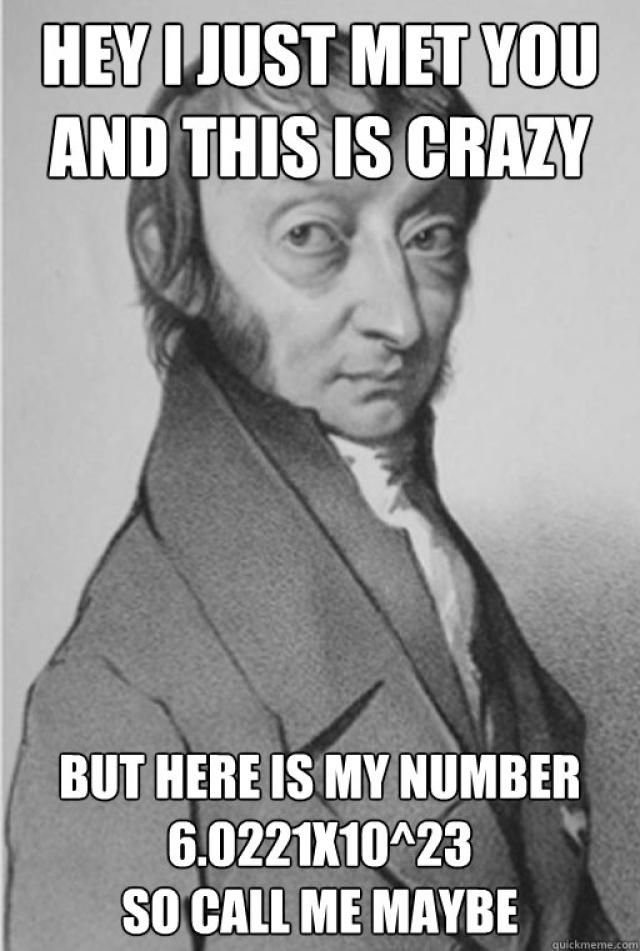 HEY I JUST MET YOU
AND THIS IS CRAZY
BUT HERE IS MY NUMBER
6.0221X10^23
SO CALL ME MAYBE
quickmeme.com